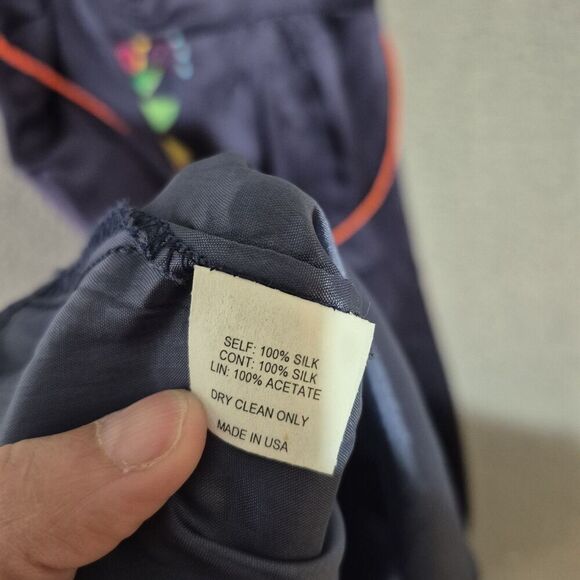 SELF: 100% SILK
CONT: 100% SILK
LIN: 100% ACETATE
DRY CLEAN ONLY
MADE IN USA